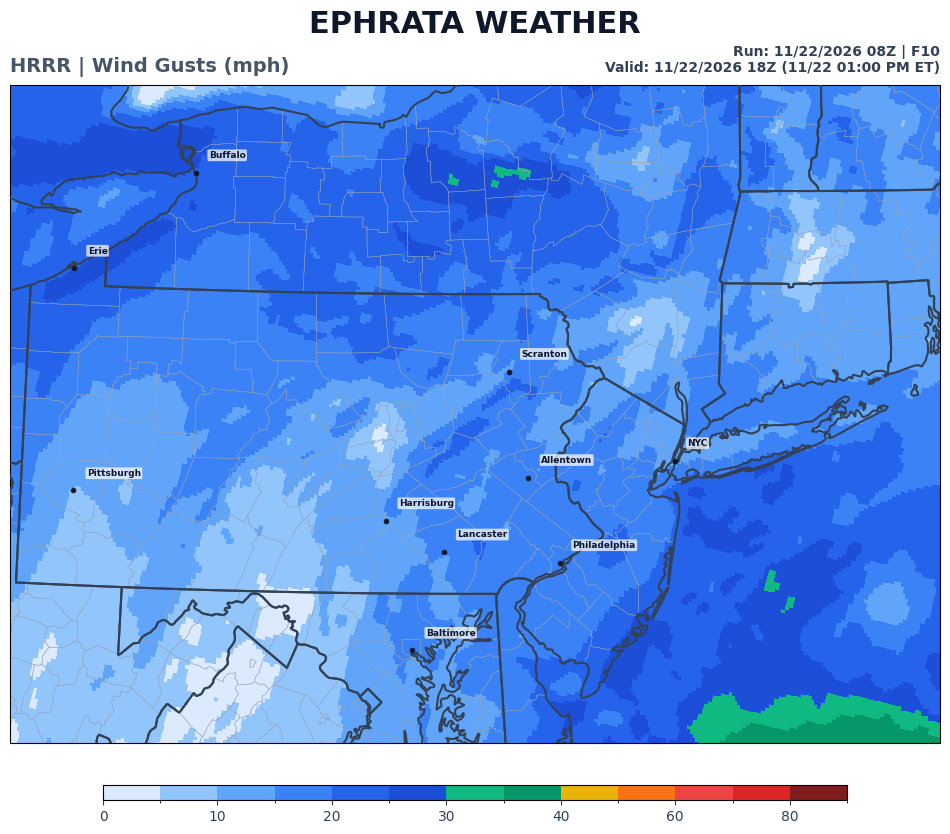 EPHRATA WEATHER
HRRR | Wind Gusts (mph)
Run: 11/22/2026 08Z | F10
Valid: 11/22/2026 18Z (11/22 01:00 PM ET)
Buffalo
Erie
Scranton
NYC
Allentown
Pittsburgh
Harrisburg
Lancaster
Philadelphia
Baltimore
0 10 20 30 40 60 80